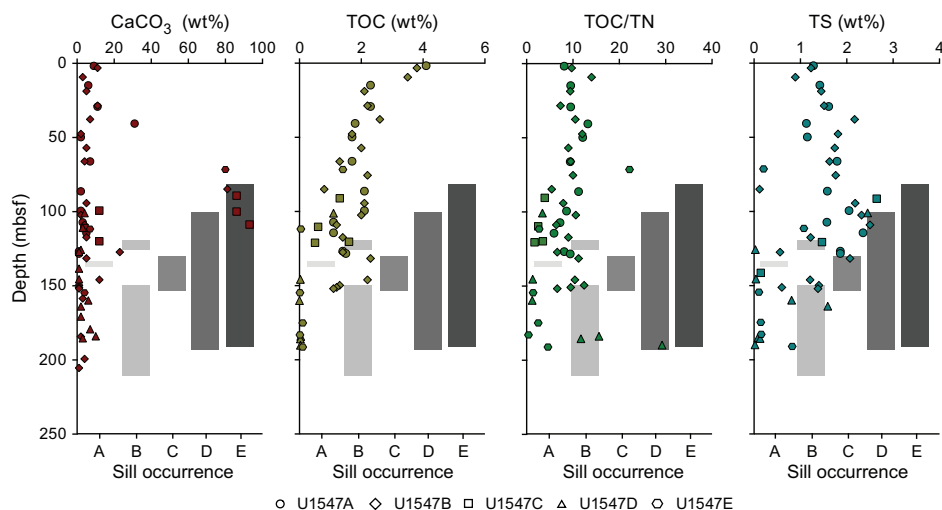 CaCO3 (wt%) TOC (wt%) TOC/TN TS (wt%)
0 20 40 60 80 100 0 2 4 6 0 10 20 30 40 0 1 2 3 4
0
50
100
150
200
250
Depth (mbsf)
A B C D E A B C D E A B C D E A B C D E
Sill occurrence Sill occurrence Sill occurrence Sill occurrence
U1547A U1547B U1547C U1547D U1547E